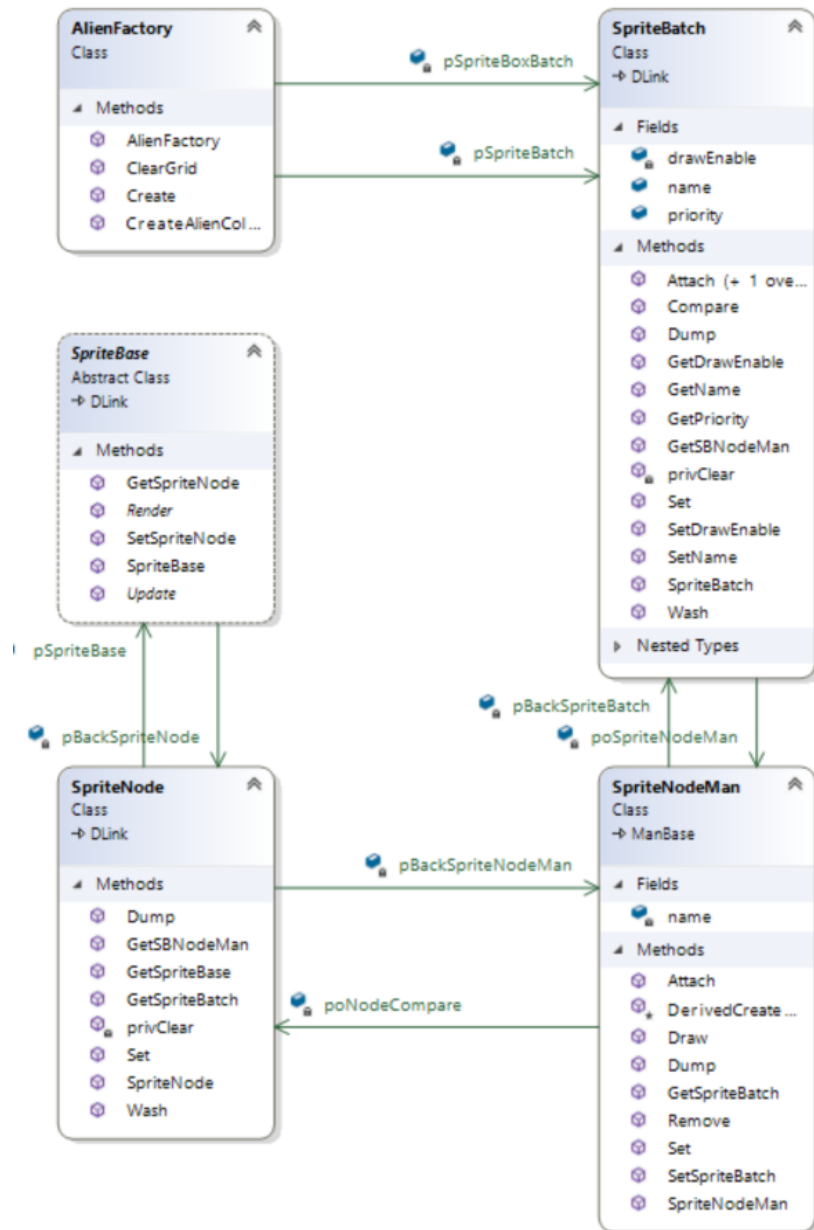 AlienFactory
Class
Methods
AlienFactory
ClearGrid
Create
CreateAlienCol ...
pSpriteBoxBatch
pSpriteBatch
SpriteBatch
Class
DLink
Fields
drawEnable
name
priority
Methods
Attach (+ 1 ove...
Compare
Dump
GetDrawEnable
GetName
GetPriority
GetSBNodeMan
privClear
Set
SetDrawEnable
SetName
SpriteBatch
Wash
Nested Types
SpriteBase
Abstract Class
DLink
Methods
GetSpriteNode
Render
SetSpriteNode
SpriteBase
Update
pSpriteBase
pBackSpriteNode
pBackSpriteBatch
poSpriteNodeMan
SpriteNode
Class
DLink
Methods
Dump
GetSBNodeMan
GetSpriteBase
GetSpriteBatch
privClear
Set
SpriteNode
Wash
pBackSpriteNodeMan
poNodeCompare
SpriteNodeMan
Class
ManBase
Fields
name
Methods
Attach
DerivedCreate ...
Draw
Dump
GetSpriteBatch
Remove
Set
SetSpriteBatch
SpriteNodeMan